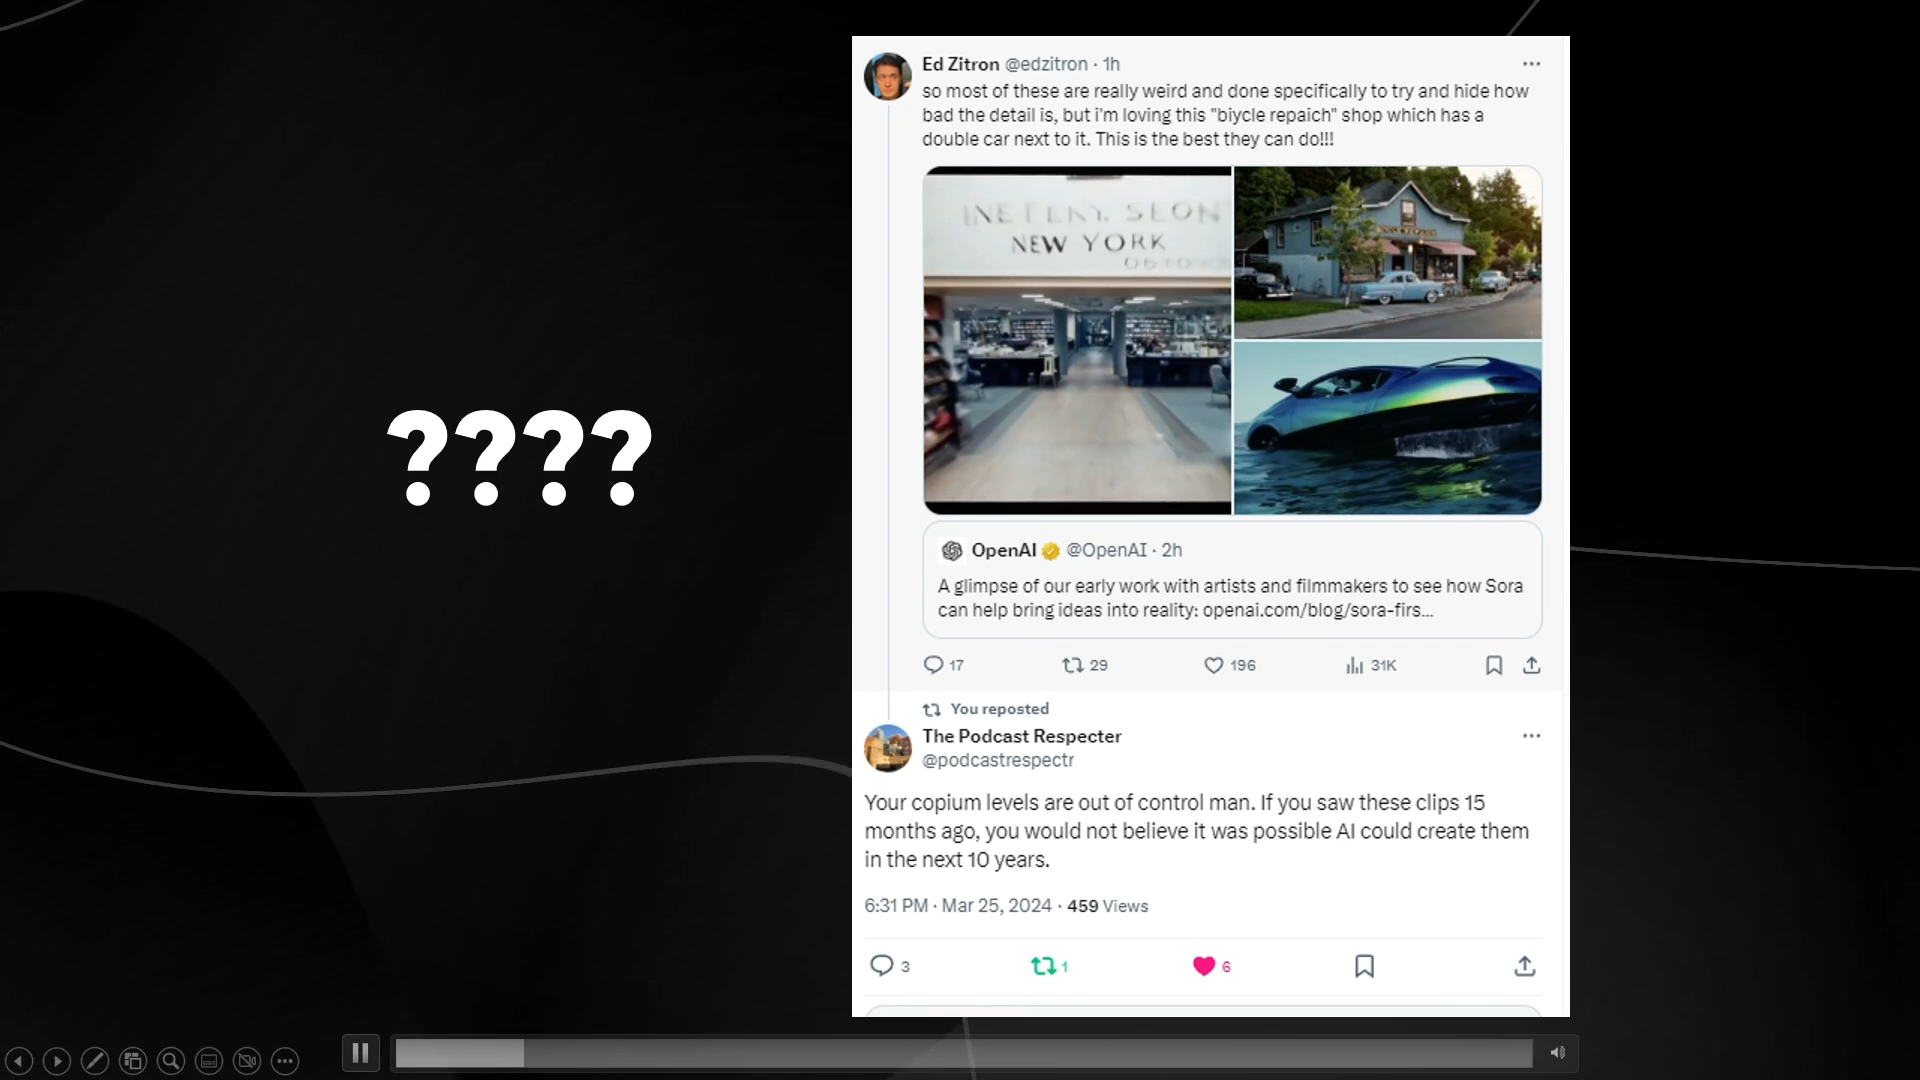 ????
Ed Zitron @edzitron · 1h
so most of these are really weird and done specifically to try and hide how
bad the detail is, but i'm loving this "biycle repaich" shop which has a
double car next to it. This is the best they can do!!!
NEW YORK
OpenAI @OpenAI · 2h
A glimpse of our early work with artists and filmmakers to see how Sora
can help bring ideas into reality: openai.com/blog/sora-firs...
17 29 196 31K
You reposted
The Podcast Respecter
@podcastrespectr
Your copium levels are out of control man. If you saw these clips 15
months ago, you would not believe it was possible AI could create them
in the next 10 years.
6:31 PM · Mar 25, 2024 · 459 Views
3 1 6